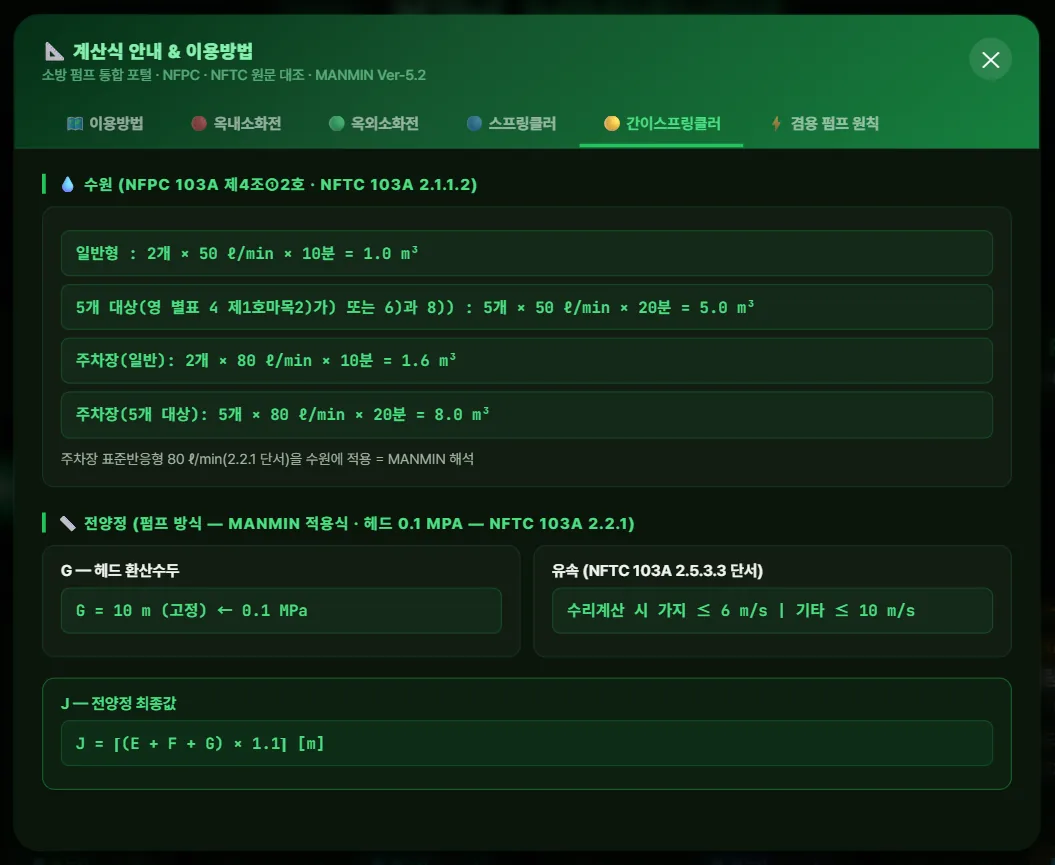 계산식 안내 & 이용방법
소방 펌프 통합 포털 · NFPC · NFTC 원문 대조 · MANMIN Ver-5.2
이용방법 옥내소화전 옥외소화전 스프링클러 간이스프링클러 겸용 펌프 원칙
수원 (NFPC 103A 제4조①2호 · NFTC 103A 2.1.1.2)
일반형 : 2개 × 50 ℓ/min × 10분 = 1.0 m³
5개 대상(영 별표 4 제1호마목2)가) 또는 6)과 8)) : 5개 × 50 ℓ/min × 20분 = 5.0 m³
주차장(일반): 2개 × 80 ℓ/min × 10분 = 1.6 m³
주차장(5개 대상): 5개 × 80 ℓ/min × 20분 = 8.0 m³
주차장 표준반응형 80 ℓ/min(2.2.1 단서)을 수원에 적용 = MANMIN 해석
전양정 (펌프 방식 — MANMIN 적용식 · 헤드 0.1 MPA — NFTC 103A 2.2.1)
G — 헤드 환산수두
G = 10 m (고정) ← 0.1 MPa
유속 (NFTC 103A 2.5.3.3 단서)
수리계산 시 가지 ≤ 6 m/s | 기타 ≤ 10 m/s
J — 전양정 최종값
J = ⌈(E + F + G) × 1.1⌉ [m]